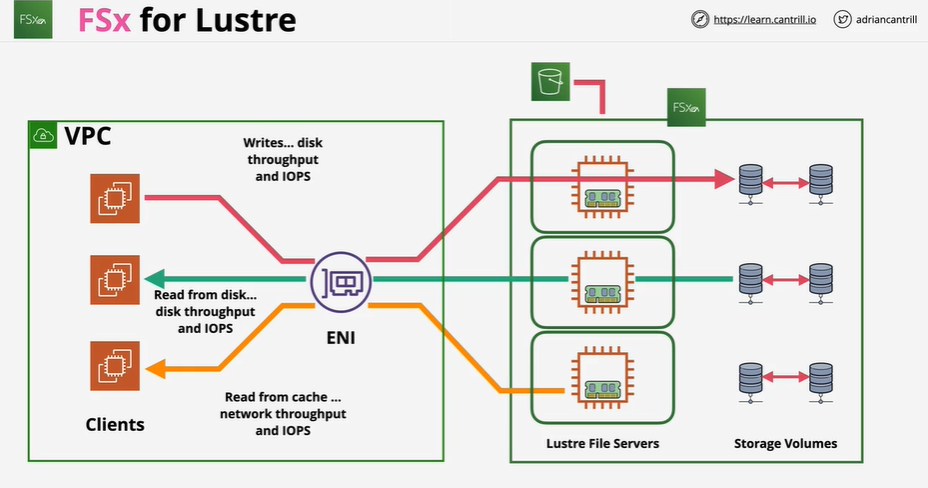 FSx
FSx for Lustre
https://learn.cantrill.io
adriancantrill
FSx
VPC
Writes... disk
throughput
and IOPS
Read from disk...
disk throughput
and IOPS
ENI
Read from cache ...
network throughput
and IOPS
Clients
Lustre File Servers
Storage Volumes